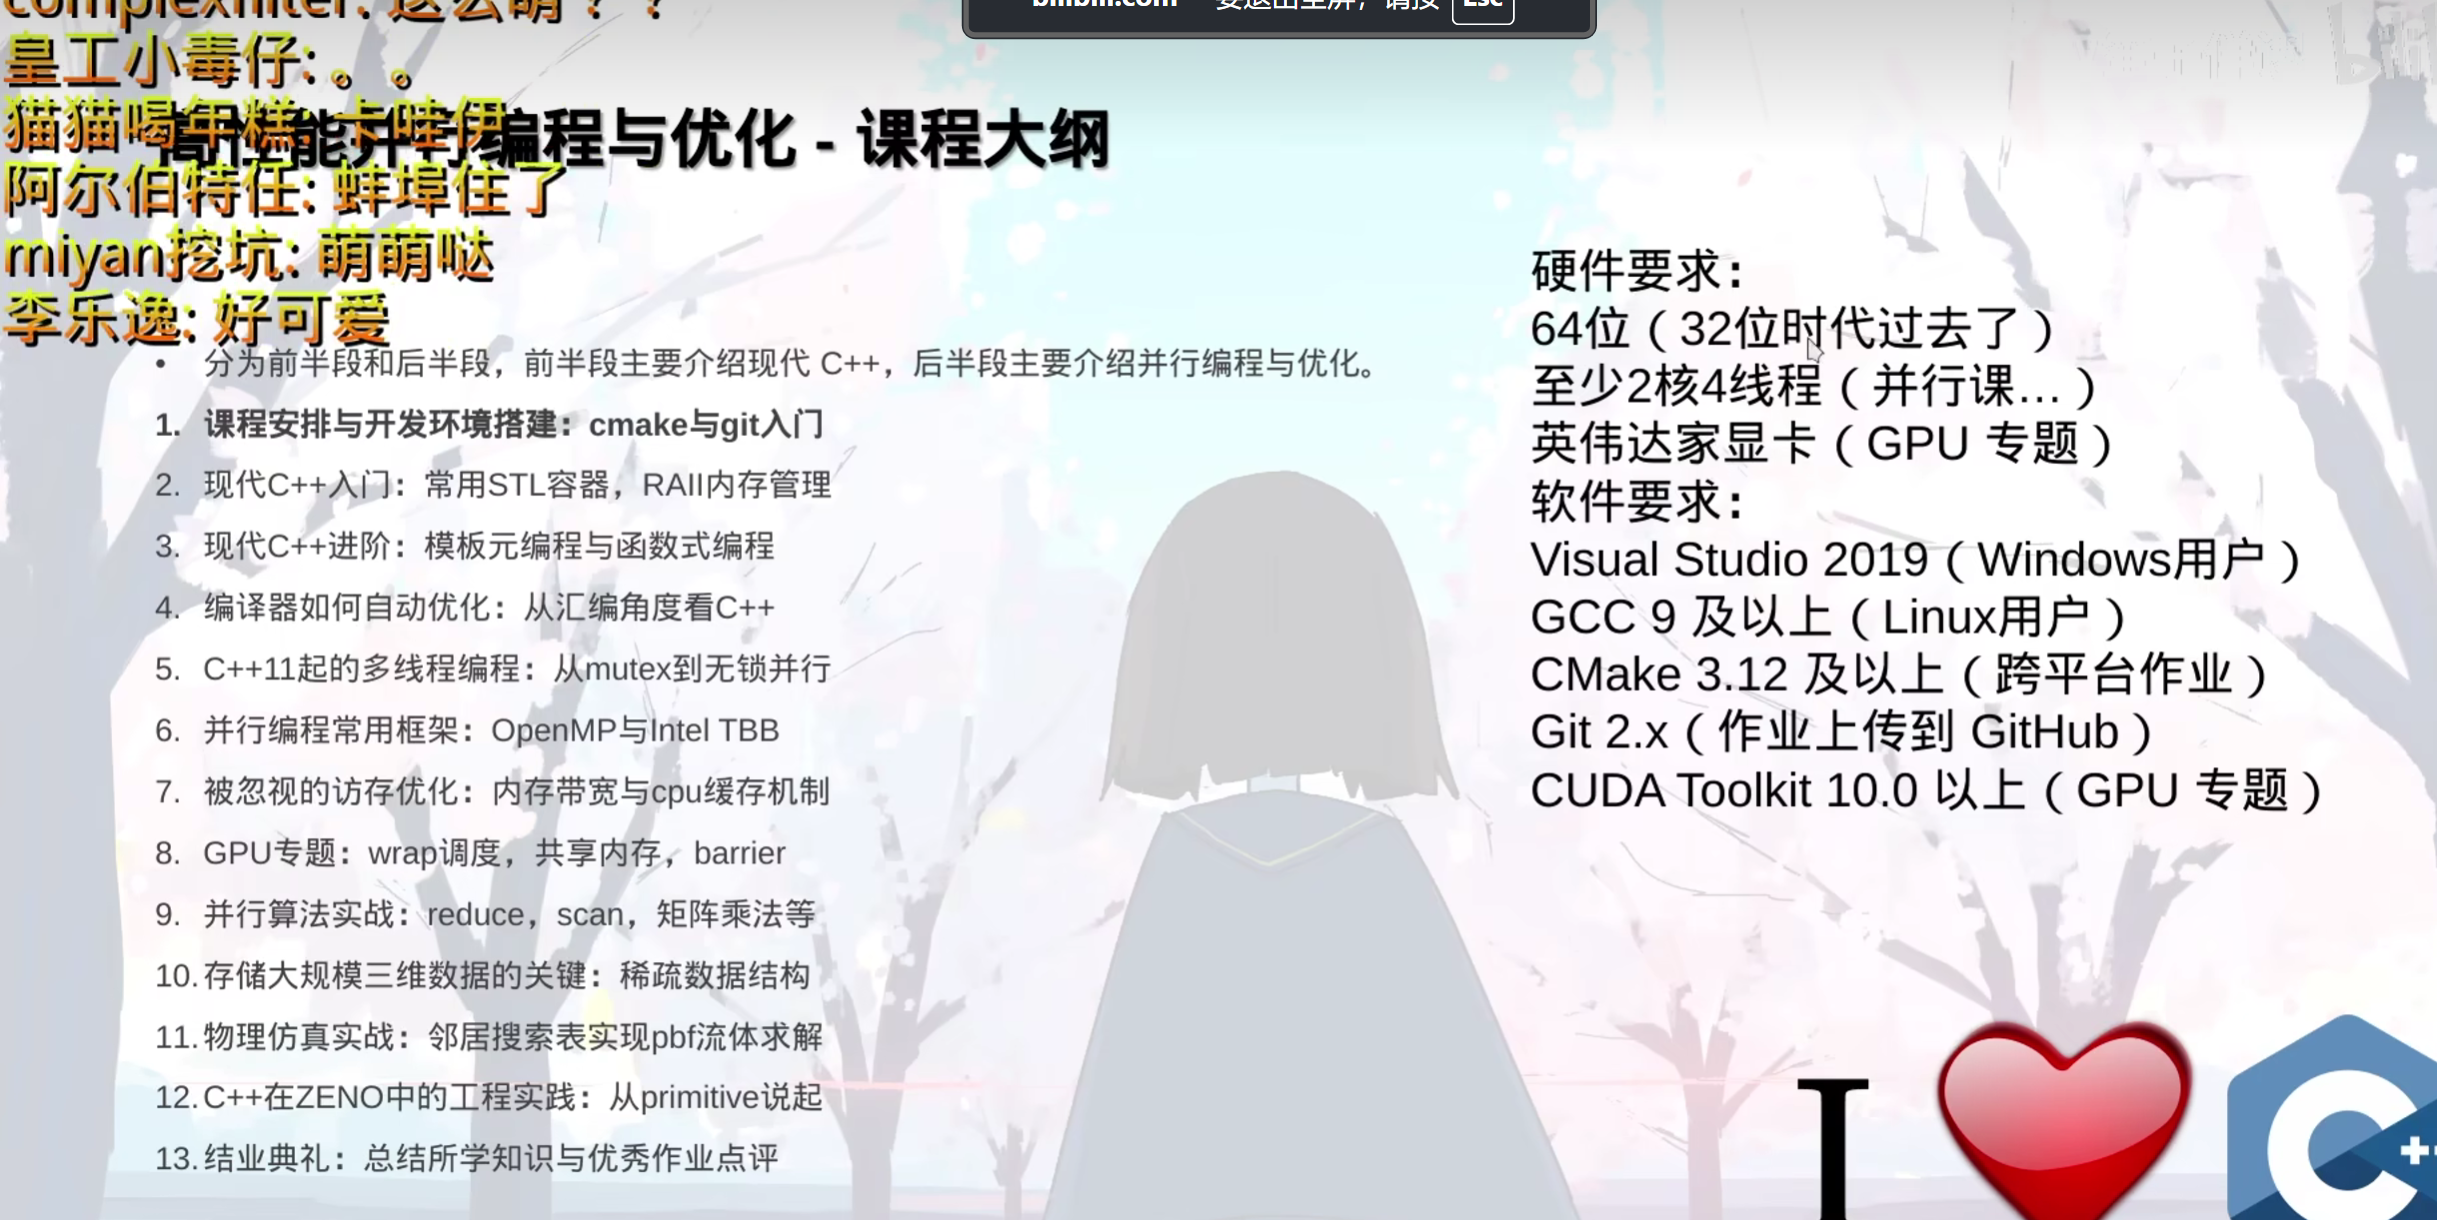 complexhiter: 这么萌？？
bilibili.com 要退出全屏，请按 Esc
皇工小毒仔: 。。
猫猫喝年糕: 卡哇伊
高性能并行编程与优化 - 课程大纲
阿尔伯特任: 蚌埠住了
miyan挖坑: 萌萌哒
李乐逸: 好可爱
• 分为前半段和后半段，前半段主要介绍现代 C++，后半段主要介绍并行编程与优化。
1. 课程安排与开发环境搭建：cmake与git入门
2. 现代C++入门：常用STL容器，RAII内存管理
3. 现代C++进阶：模板元编程与函数式编程
4. 编译器如何自动优化：从汇编角度看C++
5. C++11起的多线程编程：从mutex到无锁并行
6. 并行编程常用框架：OpenMP与Intel TBB
7. 被忽视的访存优化：内存带宽与cpu缓存机制
8. GPU专题：wrap调度，共享内存，barrier
9. 并行算法实战：reduce，scan，矩阵乘法等
10. 存储大规模三维数据的关键：稀疏数据结构
11. 物理仿真实战：邻居搜索表实现pbf流体求解
12. C++在ZENO中的工程实践：从primitive说起
13. 结业典礼：总结所学知识与优秀作业点评
硬件要求：
64位（32位时代过去了）
至少2核4线程（并行课...）
英伟达家显卡（GPU 专题）
软件要求：
Visual Studio 2019（Windows用户）
GCC 9 及以上（Linux用户）
CMake 3.12 及以上（跨平台作业）
Git 2.x（作业上传到 GitHub）
CUDA Toolkit 10.0 以上（GPU 专题）
I
C++